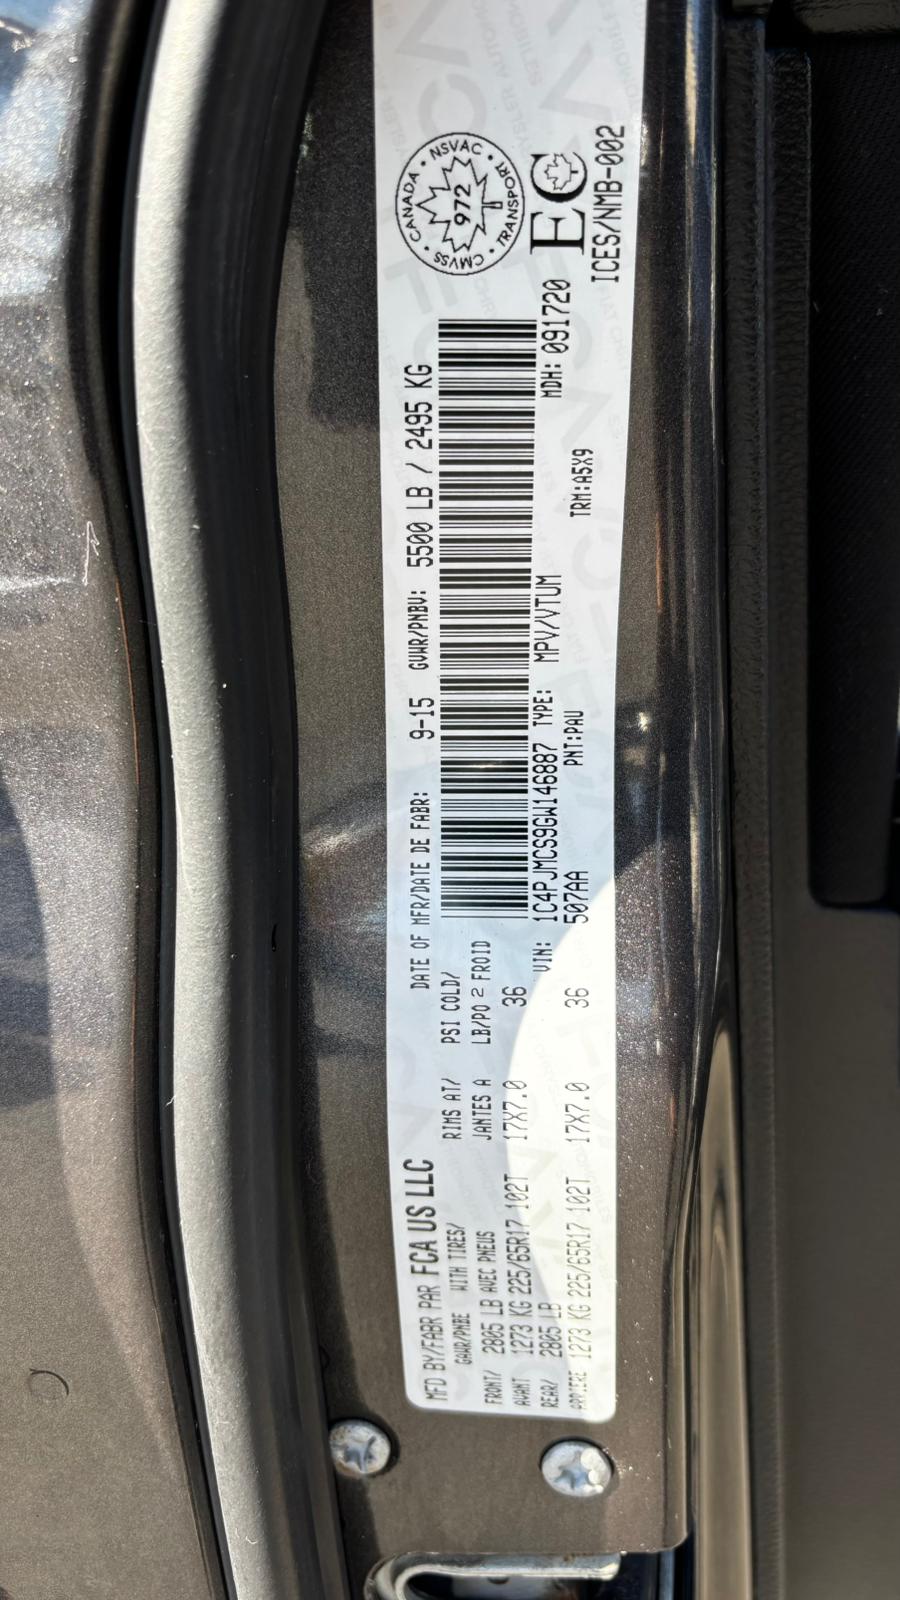 MFD BY/FABR PAR FCA US LLC
DATE OF MFR/DATE DE FABR: 9-15 GVWR/PNBV: 5500 LB / 2495 KG
GAWR/PNBE WITH TIRES/ RIMS AT/ PSI COLD/
AVEC PNEUS JANTES A LB/PO 2 FROID
FRONT/ 2805 LB
AVANT 1273 KG 225/65R17 102T 17X7.0 36
REAR/ 2805 LB
ARRIERE 1273 KG 225/65R17 102T 17X7.0 36
VIN: 1C4PJMCS9GW146887 TYPE: MPV/VTUM MDH: 091720
507AA PNT:PAU TRM:A5X9
CANADA • NSVAC • TRANSPORT • CMVSS •
972
EC
ICES/NMB-002